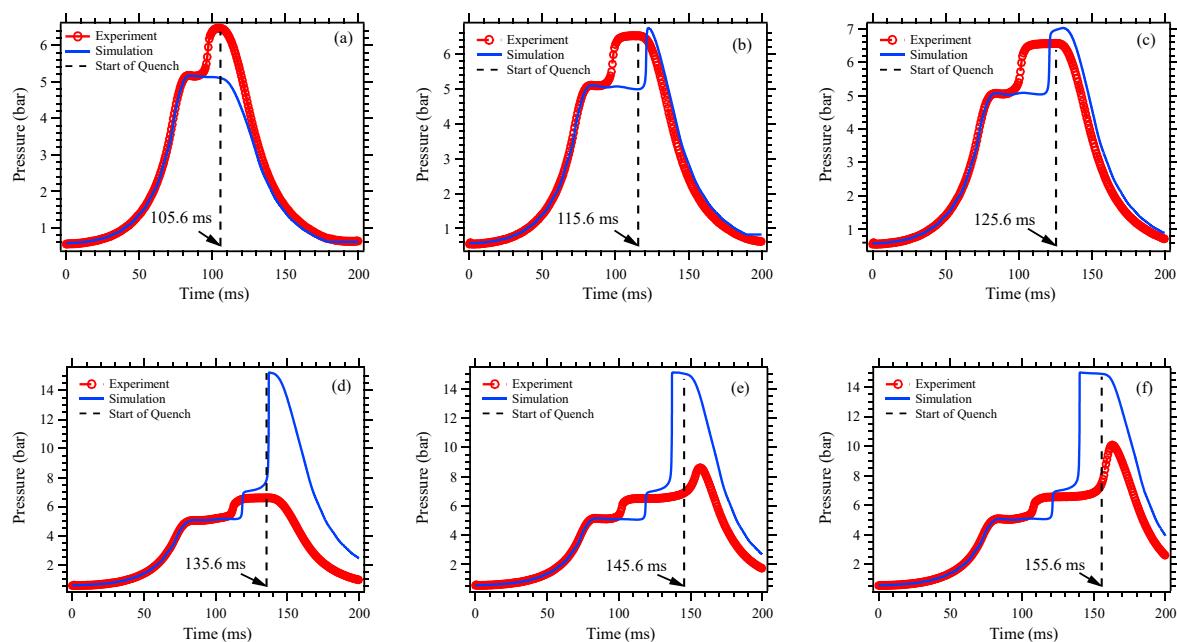 (a)
Experiment
Simulation
Start of Quench
Pressure (bar)
6
5
4
3
2
1
105.6 ms
0 50 100 150 200
Time (ms)
(b)
Experiment
Simulation
Start of Quench
Pressure (bar)
6
5
4
3
2
1
115.6 ms
0 50 100 150 200
Time (ms)
(c)
Experiment
Simulation
Start of Quench
Pressure (bar)
7
6
5
4
3
2
1
125.6 ms
0 50 100 150 200
Time (ms)
(d)
Experiment
Simulation
Start of Quench
Pressure (bar)
14
12
10
8
6
4
2
135.6 ms
0 50 100 150 200
Time (ms)
(e)
Experiment
Simulation
Start of Quench
Pressure (bar)
14
12
10
8
6
4
2
145.6 ms
0 50 100 150 200
Time (ms)
(f)
Experiment
Simulation
Start of Quench
Pressure (bar)
14
12
10
8
6
4
2
155.6 ms
0 50 100 150 200
Time (ms)